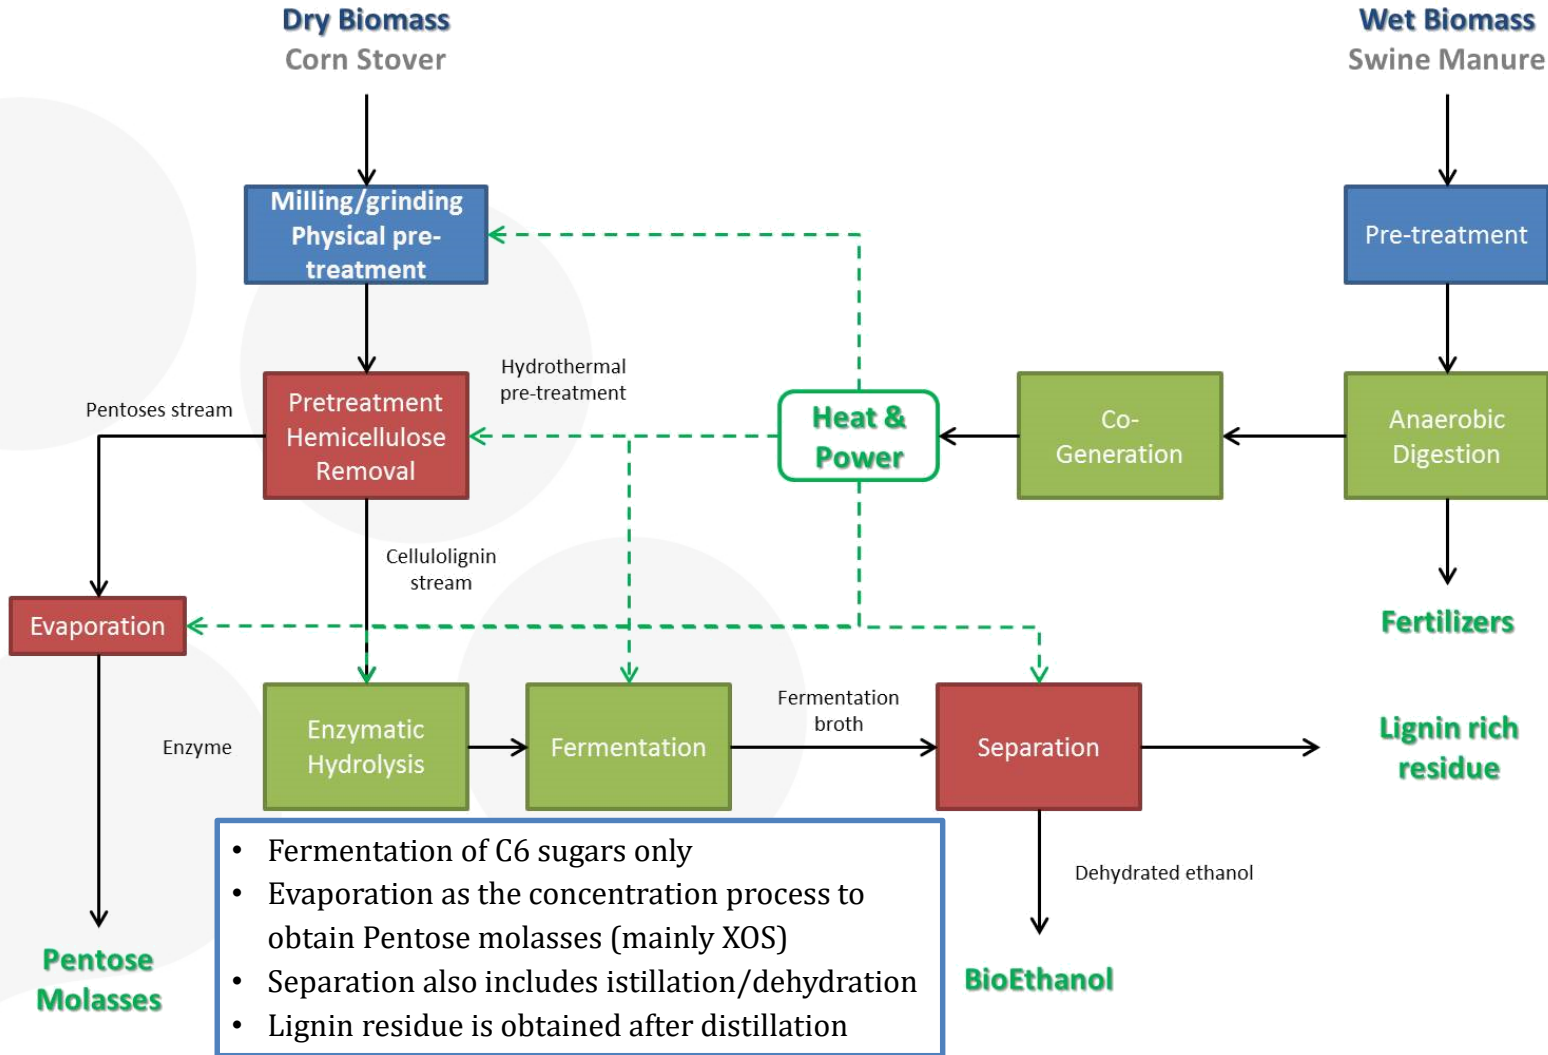 Dry Biomass
Corn Stover
Wet Biomass
Swine Manure
Milling/grinding
Physical pre-
treatment
Pre-treatment
Hydrothermal
pre-treatment
Pentoses stream
Pretreatment
Hemicellulose
Removal
Heat &
Power
Co-
Generation
Anaerobic
Digestion
Cellulolignin
stream
Evaporation
Fertilizers
Enzyme
Enzymatic
Hydrolysis
Fermentation
Fermentation
broth
Separation
Lignin rich
residue
• Fermentation of C6 sugars only
• Evaporation as the concentration process to
obtain Pentose molasses (mainly XOS)
• Separation also includes istillation/dehydration
• Lignin residue is obtained after distillation
Dehydrated ethanol
Pentose
Molasses
BioEthanol